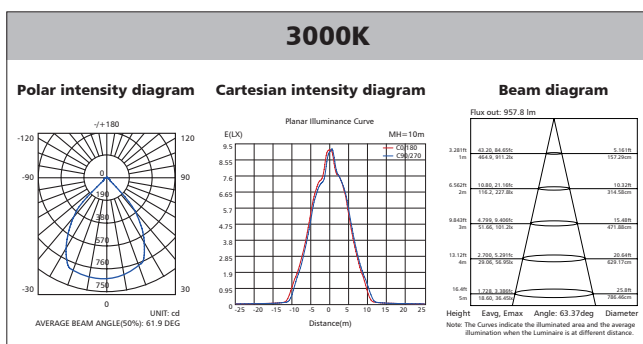 3000K
Polar intensity diagram
-/+180
-120
120
-90
90
0
190
380
570
760
750
-30
30
0
UNIT: cd
AVERAGE BEAM ANGLE(50%): 61.9 DEG
Cartesian intensity diagram
Planar Illuminance Curve
E(LX)
MH=10m
C0/180
C90/270
9.5
8.55
7.6
6.65
5.7
4.75
3.8
2.85
1.9
0.95
0
-25 -20 -15 -10 -5 0 5 10 15 20 25
Distance(m)
Beam diagram
Flux out: 957.8 lm
3.281ft 43.20, 84.65fc 5.161ft
1m 464.9, 911.2lx 157.29cm
6.562ft 10.80, 21.16fc 10.32ft
2m 116.2, 227.8lx 314.58cm
9.843ft 4.799, 9.406fc 15.48ft
3m 51.66, 101.2lx 471.88cm
13.12ft 2.700, 5.291fc 20.64ft
4m 29.06, 56.95lx 629.17cm
16.4ft 1.728, 3.386fc 25.8ft
5m 18.60, 36.45lx 786.46cm
Height Eavg, Emax Angle: 63.37deg Diameter
Note: The Curves indicate the illuminated area and the average
illumination when the Luminaire is at different distance.